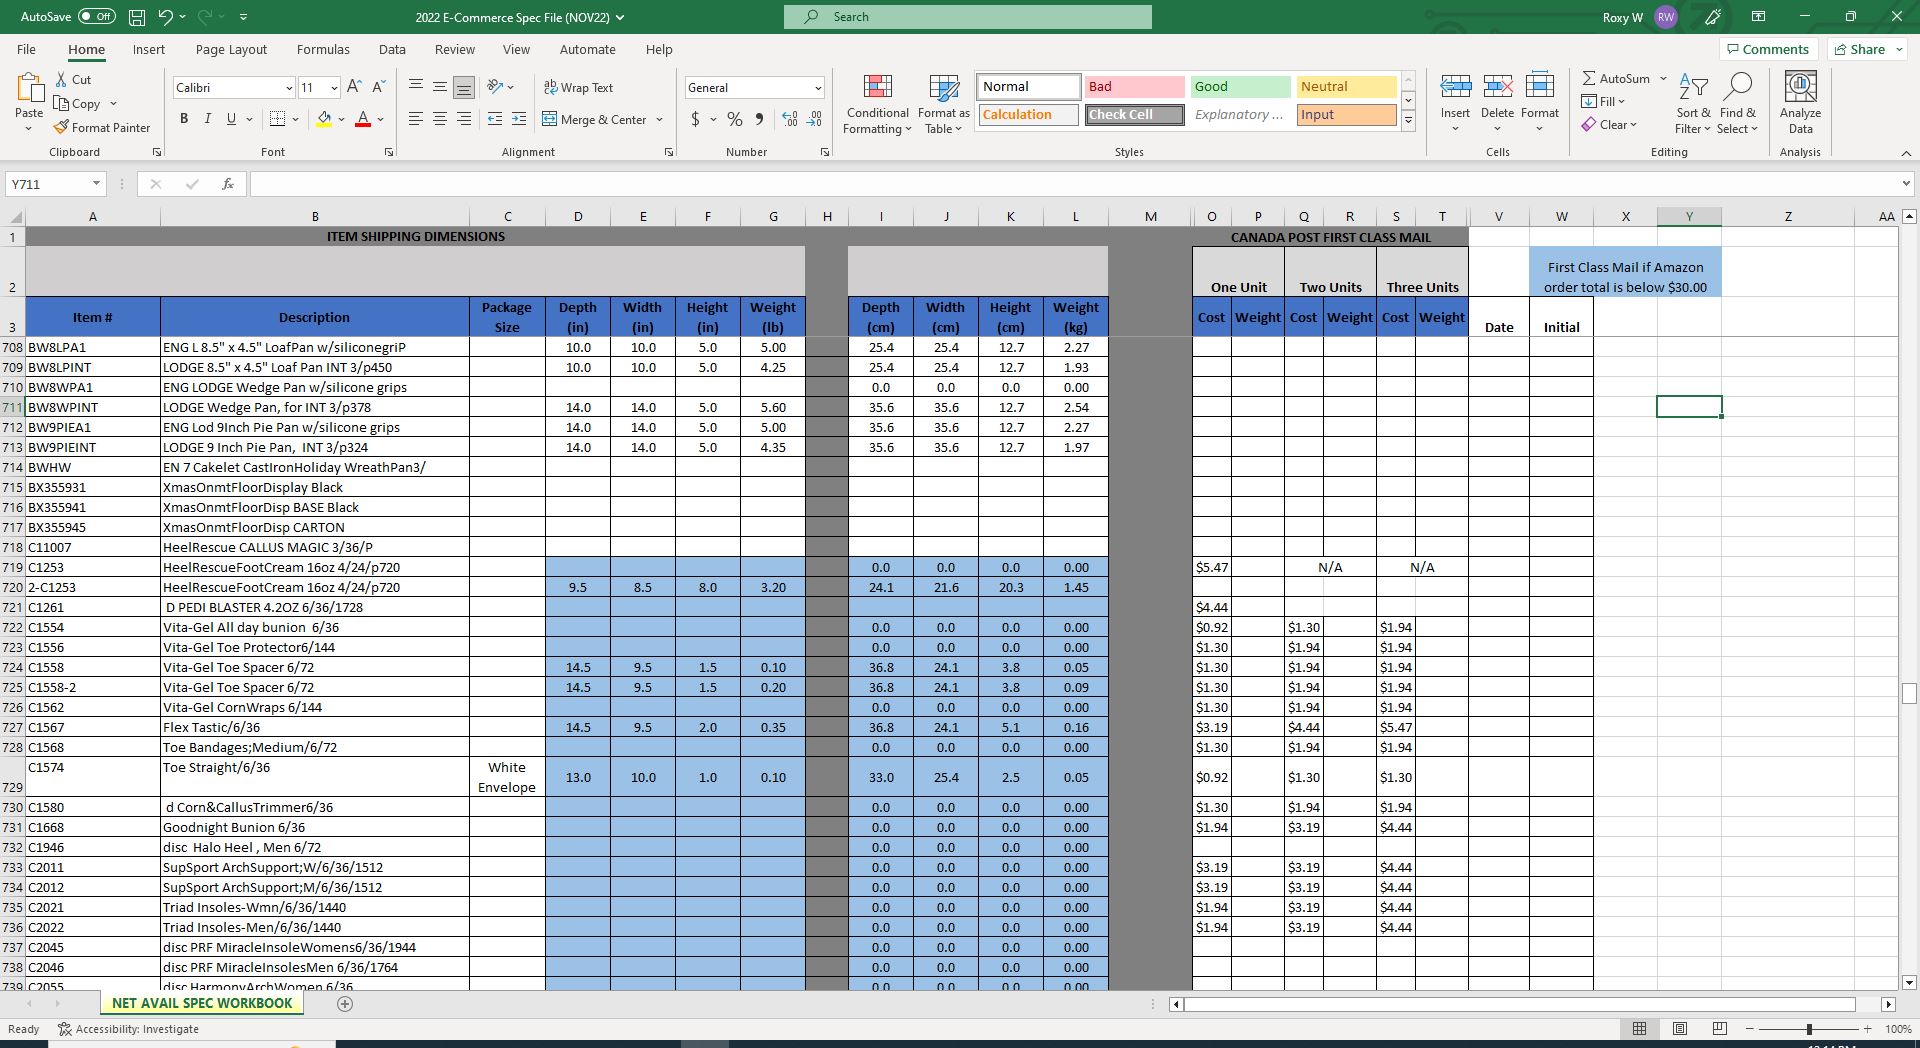 AutoSave Off 2022 E-Commerce Spec File (NOV22) Search Roxy W RW
File Home Insert Page Layout Formulas Data Review View Automate Help Comments Share
Paste Cut Copy Format Painter Clipboard
Calibri 11 B I U Font
Wrap Text Merge & Center Alignment
General $ % Number
Conditional Formatting Format as Table
Normal Bad Good Neutral
Calculation Check Cell Explanatory ... Input
Styles
Insert Delete Format Cells
AutoSum Fill Clear Sort & Filter Find & Select Editing
Analyze Data Analysis
Y711 fx
A B C D E F G H I J K L M O P Q R S T V W X Y Z AA
1 ITEM SHIPPING DIMENSIONS CANADA POST FIRST CLASS MAIL
2 One Unit Two Units Three Units First Class Mail if Amazon order total is below $30.00
3 Item # Description Package Size Depth (in) Width (in) Height (in) Weight (lb) Depth (cm) Width (cm) Height (cm) Weight (kg) Cost Weight Cost Weight Cost Weight Date Initial
708 BW8LPA1 ENG L 8.5" x 4.5" LoafPan w/siliconegriP 10.0 10.0 5.0 5.00 25.4 25.4 12.7 2.27
709 BW8LPINT LODGE 8.5" x 4.5" Loaf Pan INT 3/p450 10.0 10.0 5.0 4.25 25.4 25.4 12.7 1.93
710 BW8WPA1 ENG LODGE Wedge Pan w/silicone grips 0.0 0.0 0.0 0.00
711 BW8WPINT LODGE Wedge Pan, for INT 3/p378 14.0 14.0 5.0 5.60 35.6 35.6 12.7 2.54
712 BW9PIEA1 ENG Lod 9Inch Pie Pan w/silicone grips 14.0 14.0 5.0 5.00 35.6 35.6 12.7 2.27
713 BW9PIEINT LODGE 9 Inch Pie Pan, INT 3/p324 14.0 14.0 5.0 4.35 35.6 35.6 12.7 1.97
714 BWHW EN 7 Cakelet CastIronHoliday WreathPan3/
715 BX355931 XmasOnmtFloorDisplay Black
716 BX355941 XmasOnmtFloorDisp BASE Black
717 BX355945 XmasOnmtFloorDisp CARTON
718 C11007 HeelRescue CALLUS MAGIC 3/36/P
719 C1253 HeelRescueFootCream 16oz 4/24/p720 0.0 0.0 0.0 0.00 $5.47 N/A N/A
720 2-C1253 HeelRescueFootCream 16oz 4/24/p720 9.5 8.5 8.0 3.20 24.1 21.6 20.3 1.45
721 C1261 D PEDI BLASTER 4.2OZ 6/36/1728 $4.44
722 C1554 Vita-Gel All day bunion 6/36 0.0 0.0 0.0 0.00 $0.92 $1.30 $1.94
723 C1556 Vita-Gel Toe Protector6/144 0.0 0.0 0.0 0.00 $1.30 $1.94 $1.94
724 C1558 Vita-Gel Toe Spacer 6/72 14.5 9.5 1.5 0.10 36.8 24.1 3.8 0.05 $1.30 $1.94 $1.94
725 C1558-2 Vita-Gel Toe Spacer 6/72 14.5 9.5 1.5 0.20 36.8 24.1 3.8 0.09 $1.30 $1.94 $1.94
726 C1562 Vita-Gel CornWraps 6/144 0.0 0.0 0.0 0.00 $1.30 $1.94 $1.94
727 C1567 Flex Tastic/6/36 14.5 9.5 2.0 0.35 36.8 24.1 5.1 0.16 $3.19 $4.44 $5.47
728 C1568 Toe Bandages;Medium/6/72 0.0 0.0 0.0 0.00 $1.30 $1.94 $1.94
729 C1574 Toe Straight/6/36 White Envelope 13.0 10.0 1.0 0.10 33.0 25.4 2.5 0.05 $0.92 $1.30 $1.30
730 C1580 d Corn&CallusTrimmer6/36 0.0 0.0 0.0 0.00 $1.30 $1.94 $1.94
731 C1668 Goodnight Bunion 6/36 0.0 0.0 0.0 0.00 $1.94 $3.19 $4.44
732 C1946 disc Halo Heel , Men 6/72 0.0 0.0 0.0 0.00
733 C2011 SupSport ArchSupport;W/6/36/1512 0.0 0.0 0.0 0.00 $3.19 $3.19 $4.44
734 C2012 SupSport ArchSupport;M/6/36/1512 0.0 0.0 0.0 0.00 $3.19 $3.19 $4.44
735 C2021 Triad Insoles-Wmn/6/36/1440 0.0 0.0 0.0 0.00 $1.94 $3.19 $4.44
736 C2022 Triad Insoles-Men/6/36/1440 0.0 0.0 0.0 0.00 $1.94 $3.19 $4.44
737 C2045 disc PRF MiracleInsoleWomens6/36/1944 0.0 0.0 0.0 0.00
738 C2046 disc PRF MiracleInsolesMen 6/36/1764 0.0 0.0 0.0 0.00
739 C2055 disc HarmonyArchWomen 6/36 0.0 0.0 0.0 0.00
NET AVAIL SPEC WORKBOOK
Ready Accessibility: Investigate 100%